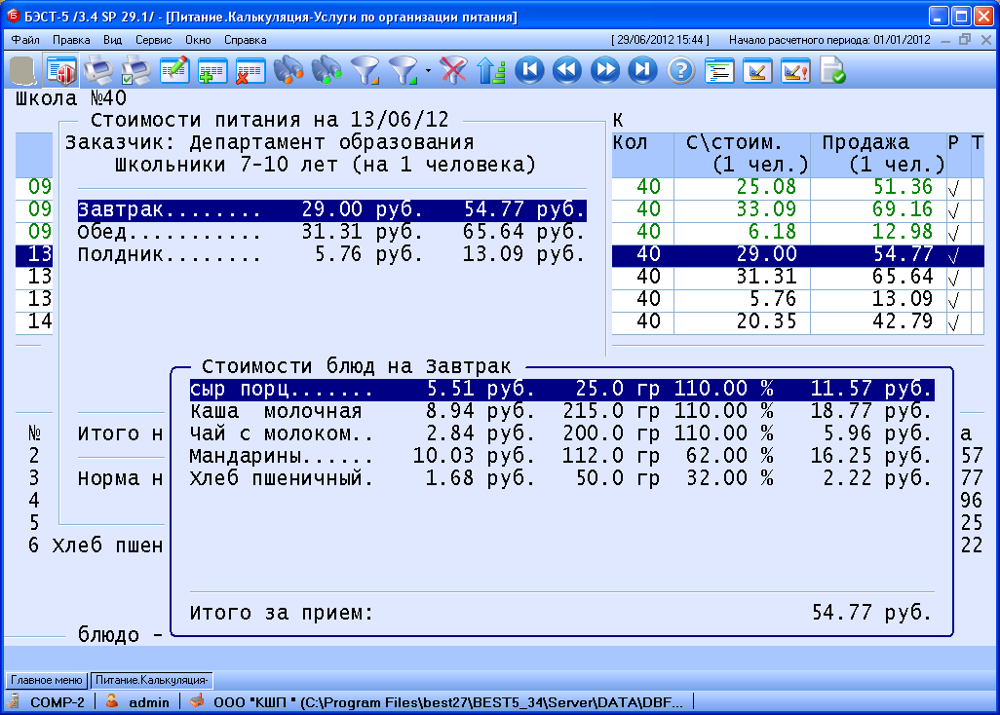 БЭСТ-5 /3.4 SP 29.1/ - [Питание.Калькуляция-Услуги по организации питания]
Файл Правка Вид Сервис Окно Справка [ 29/06/2012 15:44 ] Начало расчетного периода: 01/01/2012
Школа №40
Стоимости питания на 13/06/12 К
Заказчик: Департамент образования Кол С\стоим. Продажа Р Т
Школьники 7-10 лет (на 1 человека) (1 чел.) (1 чел.)
09 40 25.08 51.36 √
09 Завтрак........ 29.00 руб. 54.77 руб. 40 33.09 69.16 √
09 Обед........... 31.31 руб. 65.64 руб. 40 6.18 12.98 √
13 Полдник........ 5.76 руб. 13.09 руб. 40 29.00 54.77 √
13 40 31.31 65.64 √
13 40 5.76 13.09 √
14 40 20.35 42.79 √
Стоимости блюд на Завтрак
сыр порц....... 5.51 руб. 25.0 гр 110.00 % 11.57 руб.
Каша молочная 8.94 руб. 215.0 гр 110.00 % 18.77 руб.
№ Итого н Чай с молоком.. 2.84 руб. 200.0 гр 110.00 % 5.96 руб. а
2 Мандарины...... 10.03 руб. 112.0 гр 62.00 % 16.25 руб. 57
3 Норма н Хлеб пшеничный. 1.68 руб. 50.0 гр 32.00 % 2.22 руб. 77
4 96
5 25
6 Хлеб пшен 22
Итого за прием: 54.77 руб.
блюдо -
Главное меню Питание.Калькуляция-
COMP-2 admin ООО "КШП " (C:\Program Files\best27\BEST5_34\Server\DATA\DBF...